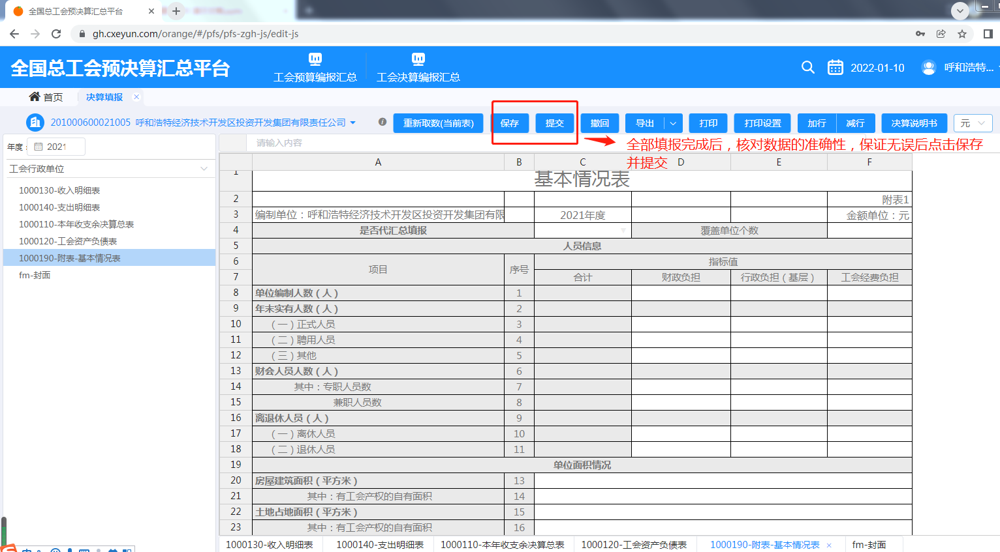 全国总工会预决算汇总平台
gh.cxeyun.com/orange/#/pfs/pfs-zgh-js/edit-js
全国总工会预决算汇总平台 工会预算编报汇总 工会决算编报汇总 2022-01-10 呼和浩特...
首页 决算填报
201000600021005 呼和浩特经济技术开发区投资开发集团有限责任公司 重新取数(当前表) 保存 提交 撤回 导出 打印 打印设置 加行 减行 决算说明书 元
年度： 2021 请输入内容
全部填报完成后，核对数据的准确性，保证无误后点击保存
并提交
工会行政单位
1000130-收入明细表
1000140-支出明细表
1000110-本年收支余决算总表
1000120-工会资产负债表
1000190-附表-基本情况表
fm-封面
A B C D E F
1 基本情况表
2 附表1
3 编制单位：呼和浩特经济技术开发区投资开发集团有限 2021年度 金额单位：元
4 是否代汇总填报 覆盖单位个数
5 人员信息
6 项目 序号 指标值
7 合计 财政负担 行政负担（基层） 工会经费负担
8 单位编制人数（人） 1
9 年末实有人数（人） 2
10 （一）正式人员 3
11 （二）聘用人员 4
12 （三）其他 5
13 财会人员人数（人） 6
14 其中：专职人员数 7
15 兼职人员数 8
16 离退休人员（人） 9
17 （一）离休人员 10
18 （二）退休人员 11
19 单位面积情况
20 房屋建筑面积（平方米） 13
21 其中：有工会产权的自有面积 14
22 土地占地面积（平方米） 15
23 其中：有工会产权的自有面积 16
1000130-收入明细表 1000140-支出明细表 1000110-本年收支余决算总表 1000120-工会资产负债表 1000190-附表-基本情况表 fm-封面